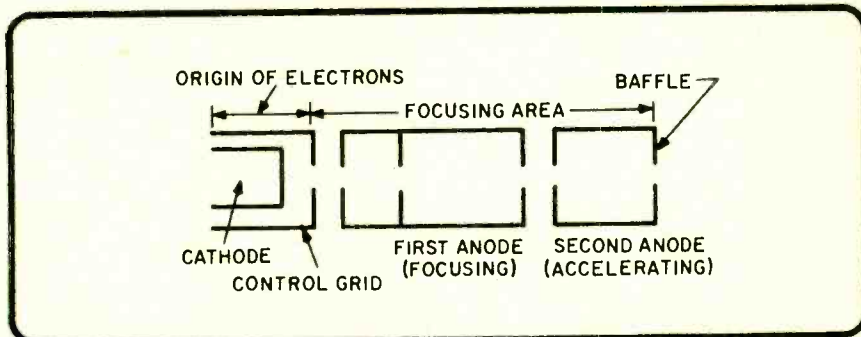 ORIGIN OF ELECTRONS
BAFFLE
FOCUSING AREA
CATHODE
CONTROL GRID
FIRST ANODE
(FOCUSING)
SECOND ANODE
(ACCELERATING)